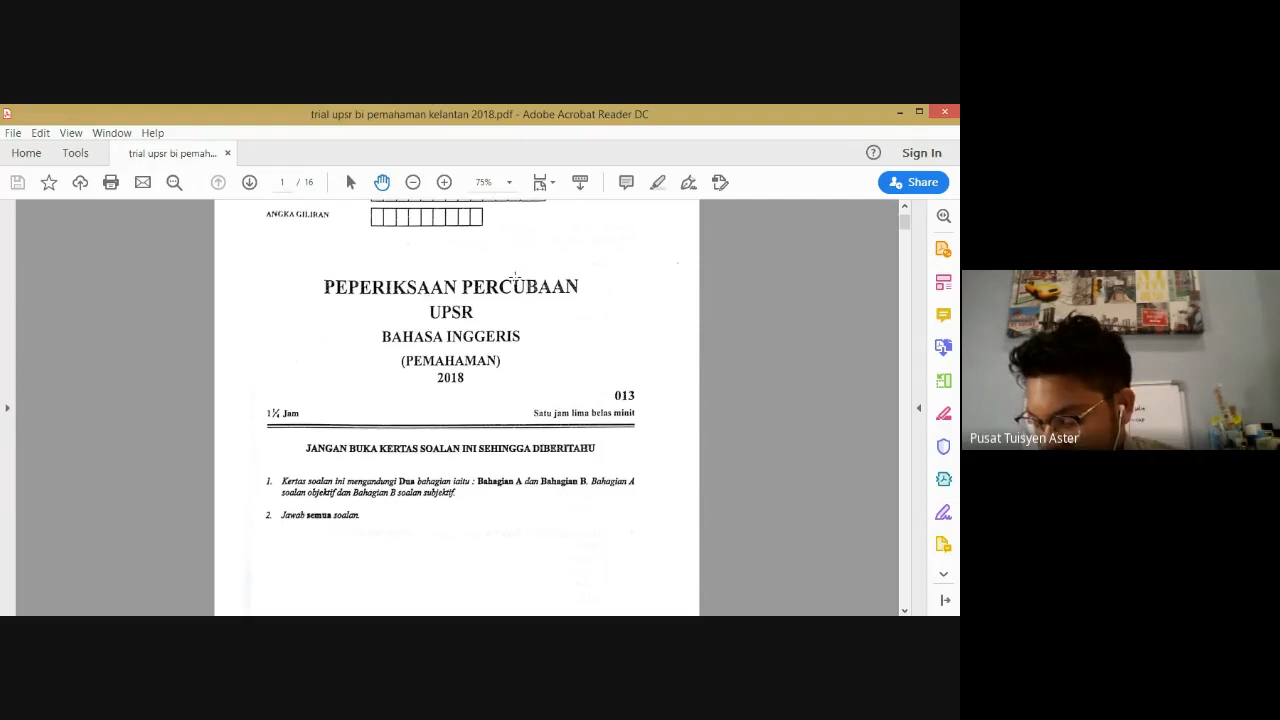 trial upsr bi pemahaman kelantan 2018.pdf - Adobe Acrobat Reader DC
File Edit View Window Help
Home Tools trial upsr bi pemah... × Sign In
1 / 16 75% Share
ANGKA GILIRAN
PEPERIKSAAN PERCUBAAN
UPSR
BAHASA INGGERIS
(PEMAHAMAN)
2018
013
1¼ Jam Satu jam lima belas minit
JANGAN BUKA KERTAS SOALAN INI SEHINGGA DIBERITAHU
1. Kertas soalan ini mengandungi Dua bahagian iaitu : Bahagian A dan Bahagian B. Bahagian A
soalan objektif dan Bahagian B soalan subjektif.
2. Jawab semua soalan.
Pusat Tuisyen Aster